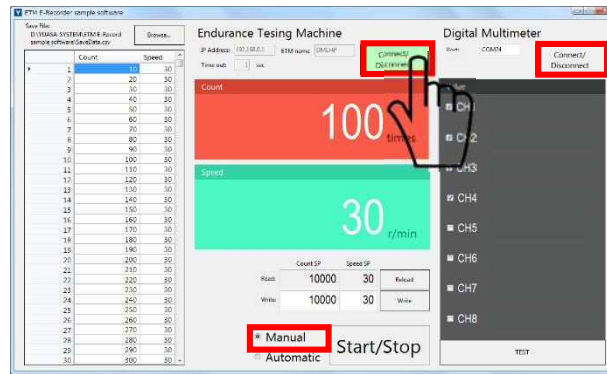 ETM E-Recorder sample software
Save File:
D:\YUASA-SYSTEM\ETM E-Record
sample software\SaveData.csv
Browse...
Count Speed
1 10 30
2 20 30
3 30 30
4 40 30
5 50 30
6 60 30
7 70 30
8 80 30
9 90 30
10 100 30
11 110 30
12 120 30
13 130 30
14 140 30
15 150 30
16 160 30
17 170 30
18 180 30
19 190 30
20 200 30
21 210 30
22 220 30
23 230 30
24 240 30
25 250 30
26 260 30
27 270 30
28 280 30
29 290 30
30 300 30
Endurance Tesing Machine
IP Address: ETM name
Time out: 1 sec
Connect/
Disconnect
Count
100 times
Speed
30 r/min
Count SP Speed SP
Read: 10000 30 Reload
Write: 10000 30 Write
Manual
Automatic
Start/Stop
Digital Multimeter
COM24
Connect/
Disconnect
CH1
CH2
CH3
CH4
CH5
CH6
CH7
CH8
TEST